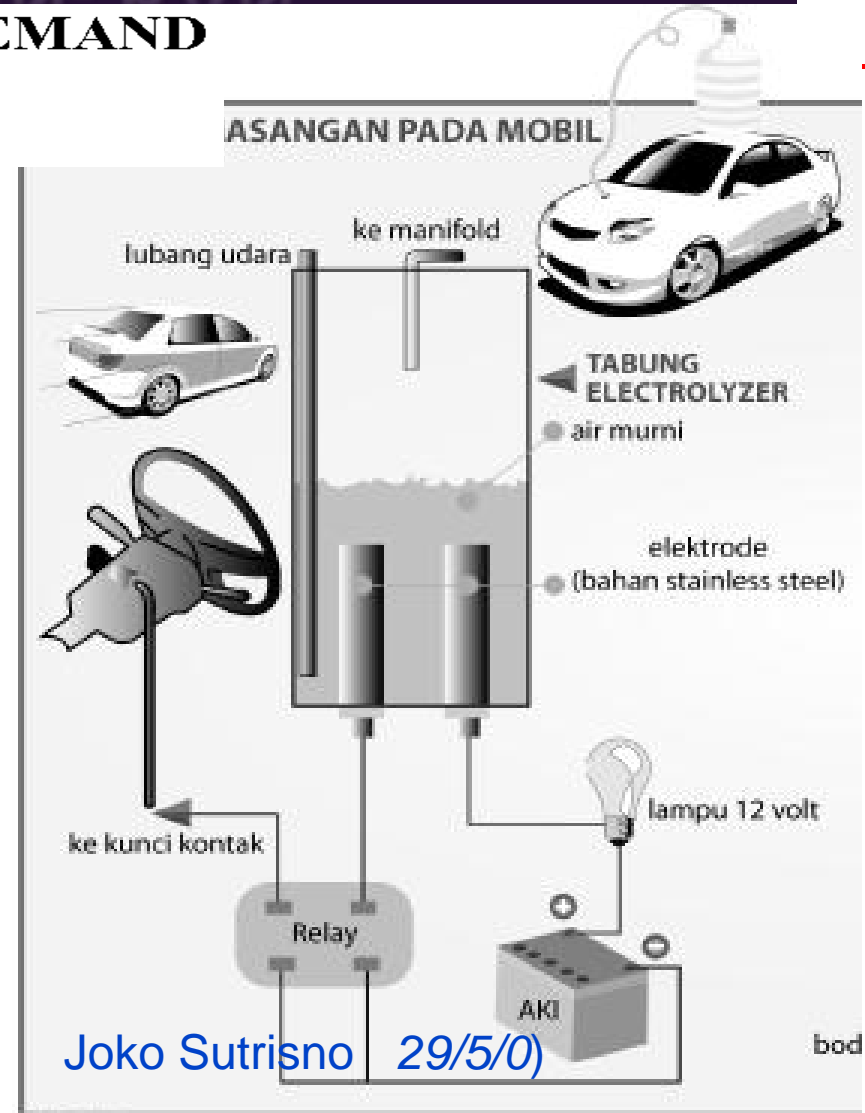 EMAND
ASANGAN PADA MOBIL
ke manifold
lubang udara
TABUNG
ELECTROLYZER
air murni
elektrode
(bahan stainless steel)
lampu 12 volt
ke kunci kontak
Relay
+
-
AKI
Joko Sutrisno 29/5/0)
bod